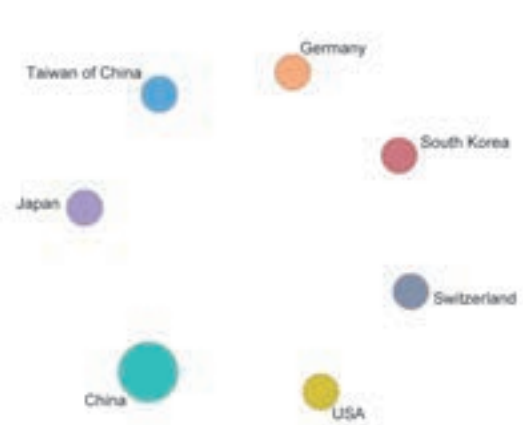 Germany
Taiwan of China
South Korea
Japan
Switzerland
China
USA